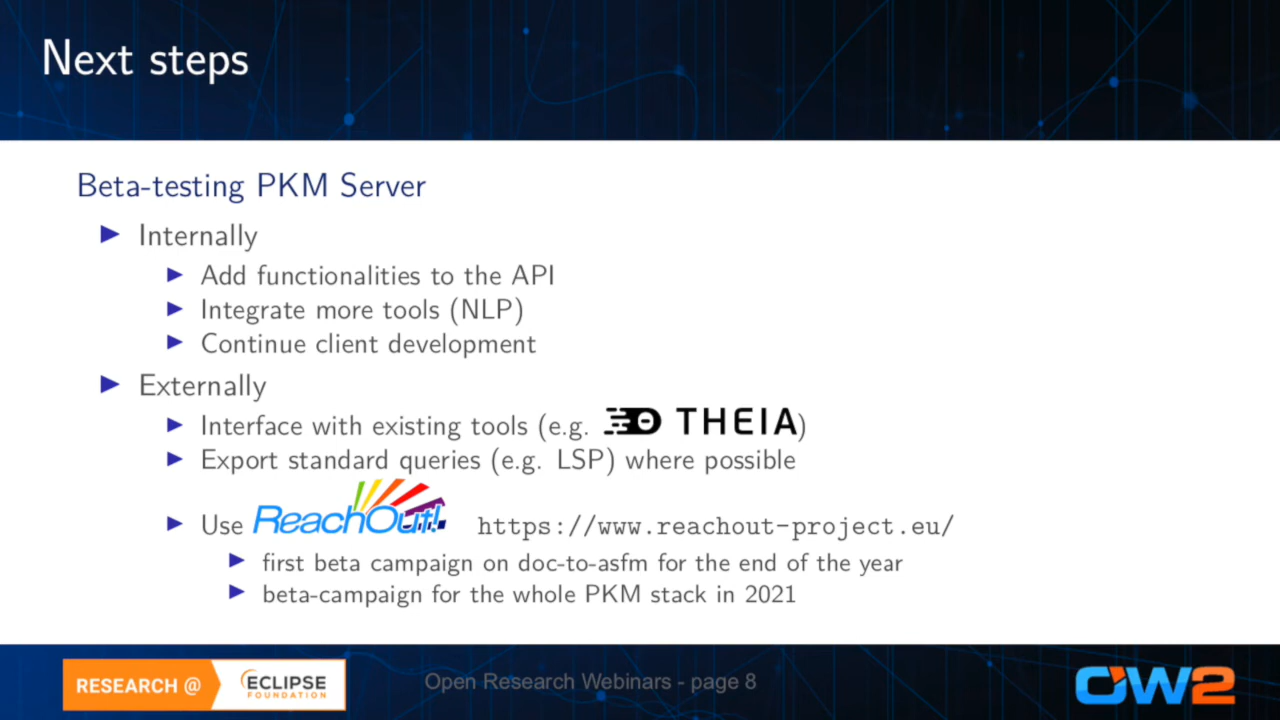 Next steps
Beta-testing PKM Server
Internally
Add functionalities to the API
Integrate more tools (NLP)
Continue client development
Externally
Interface with existing tools (e.g. THEIA)
Export standard queries (e.g. LSP) where possible
Use ReachOut! https://www.reachout-project.eu/
first beta campaign on doc-to-asfm for the end of the year
beta-campaign for the whole PKM stack in 2021
RESEARCH @ ECLIPSE FOUNDATION
Open Research Webinars - page 8
OW2